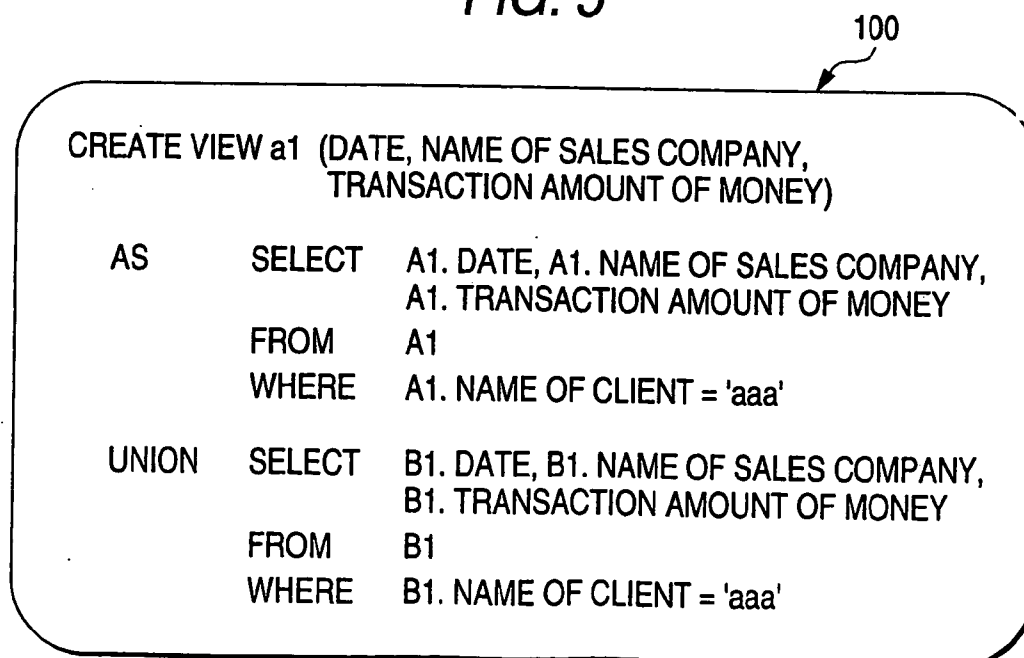 FIG. 5
100
CREATE VIEW a1 (DATE, NAME OF SALES COMPANY,
TRANSACTION AMOUNT OF MONEY)
AS SELECT A1. DATE, A1. NAME OF SALES COMPANY,
A1. TRANSACTION AMOUNT OF MONEY
FROM A1
WHERE A1. NAME OF CLIENT = 'aaa'
UNION SELECT B1. DATE, B1. NAME OF SALES COMPANY,
B1. TRANSACTION AMOUNT OF MONEY
FROM B1
WHERE B1. NAME OF CLIENT = 'aaa'